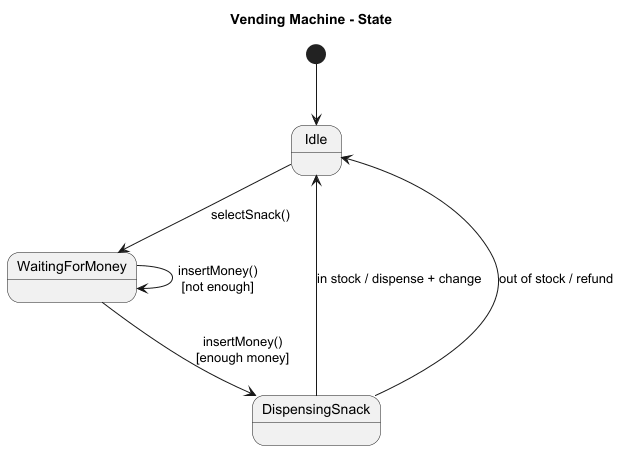 Vending Machine - State
Idle
selectSnack()
WaitingForMoney
insertMoney()
[not enough]
in stock / dispense + change
out of stock / refund
insertMoney()
[enough money]
DispensingSnack